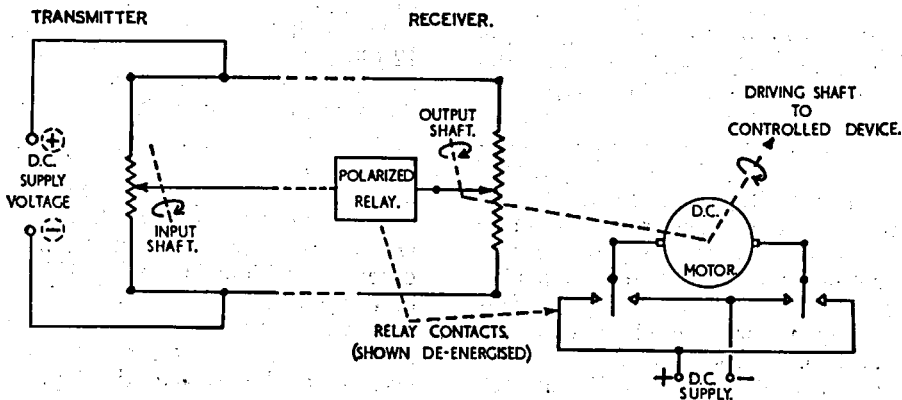 TRANSMITTER
RECEIVER.
+
D.C.
SUPPLY
VOLTAGE
−
INPUT
SHAFT.
POLARIZED
RELAY.
OUTPUT
SHAFT.
DRIVING SHAFT
TO
CONTROLLED DEVICE.
D.C.
MOTOR.
RELAY CONTACTS.
(SHOWN DE-ENERGISED)
+ D.C. −
SUPPLY.